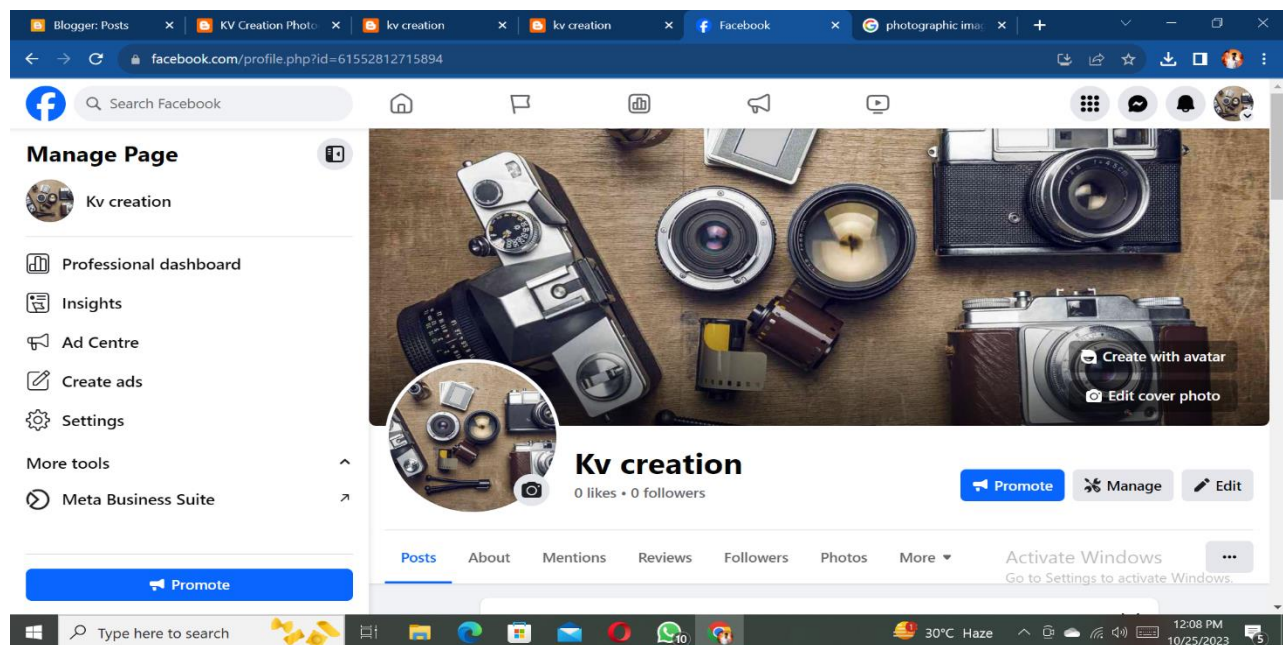 Blogger: Posts
KV Creation Photo
kv creation
kv creation
Facebook
photographic imag
facebook.com/profile.php?id=61552812715894
Search Facebook
Manage Page
Kv creation
Professional dashboard
Insights
Ad Centre
Create ads
Settings
More tools
Meta Business Suite
Promote
Create with avatar
Edit cover photo
Kv creation
0 likes • 0 followers
Promote
Manage
Edit
Posts
About
Mentions
Reviews
Followers
Photos
More
Activate Windows
Go to Settings to activate Windows.
Type here to search
10
1
30°C Haze
12:08 PM
10/25/2023
5